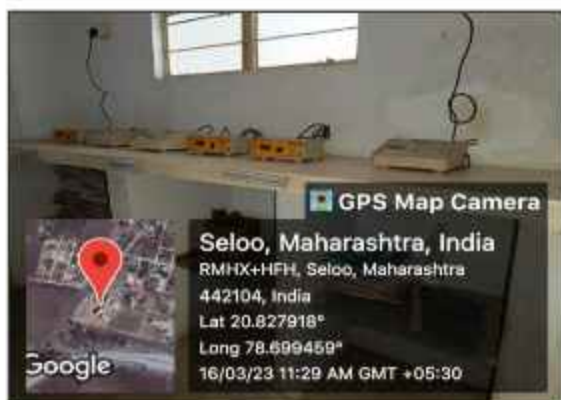 GPS Map Camera
Seloo, Maharashtra, India
RMHX+HFH, Seloo, Maharashtra
442104, India
Lat 20.827918°
Long 78.699459°
16/03/23 11:29 AM GMT +05:30
Google